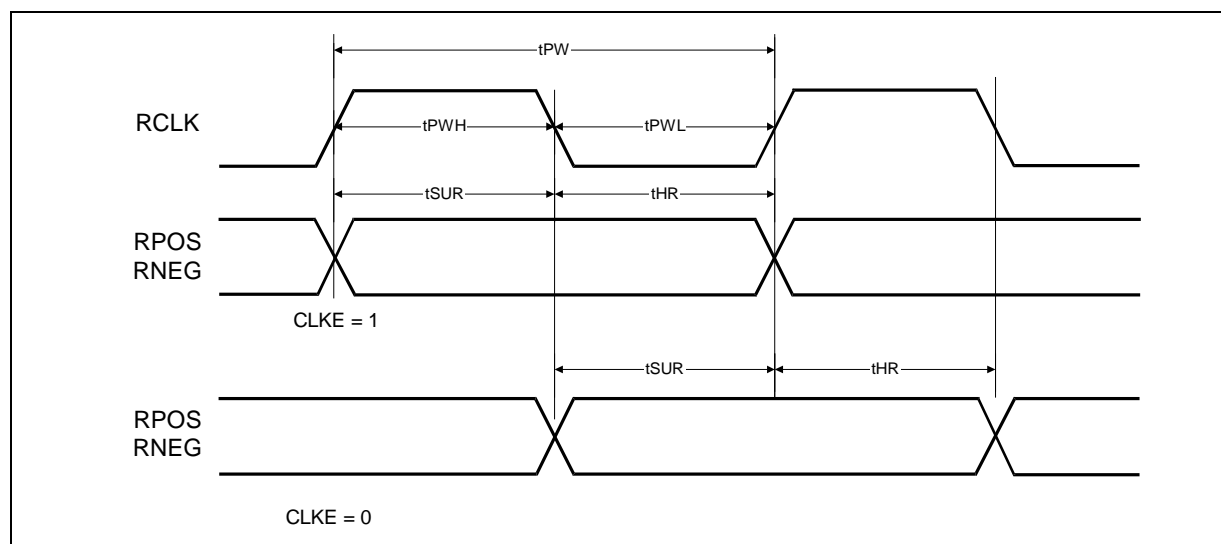 tPW
RCLK
tPWH
tPWL
tSUR
tHR
RPOS
RNEG
CLKE = 1
tSUR
tHR
RPOS
RNEG
CLKE = 0